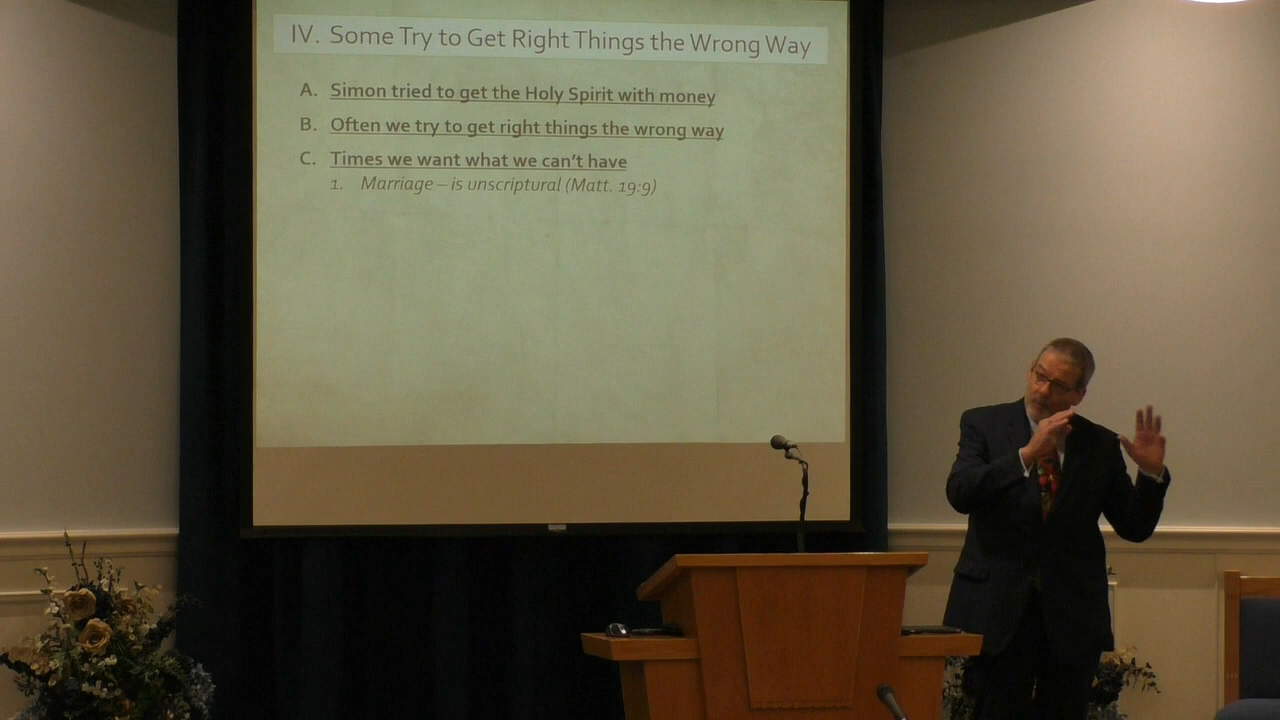 IV. Some Try to Get Right Things the Wrong Way
A. Simon tried to get the Holy Spirit with money
B. Often we try to get right things the wrong way
C. Times we want what we can't have
1. Marriage – is unscriptural (Matt. 19:9)